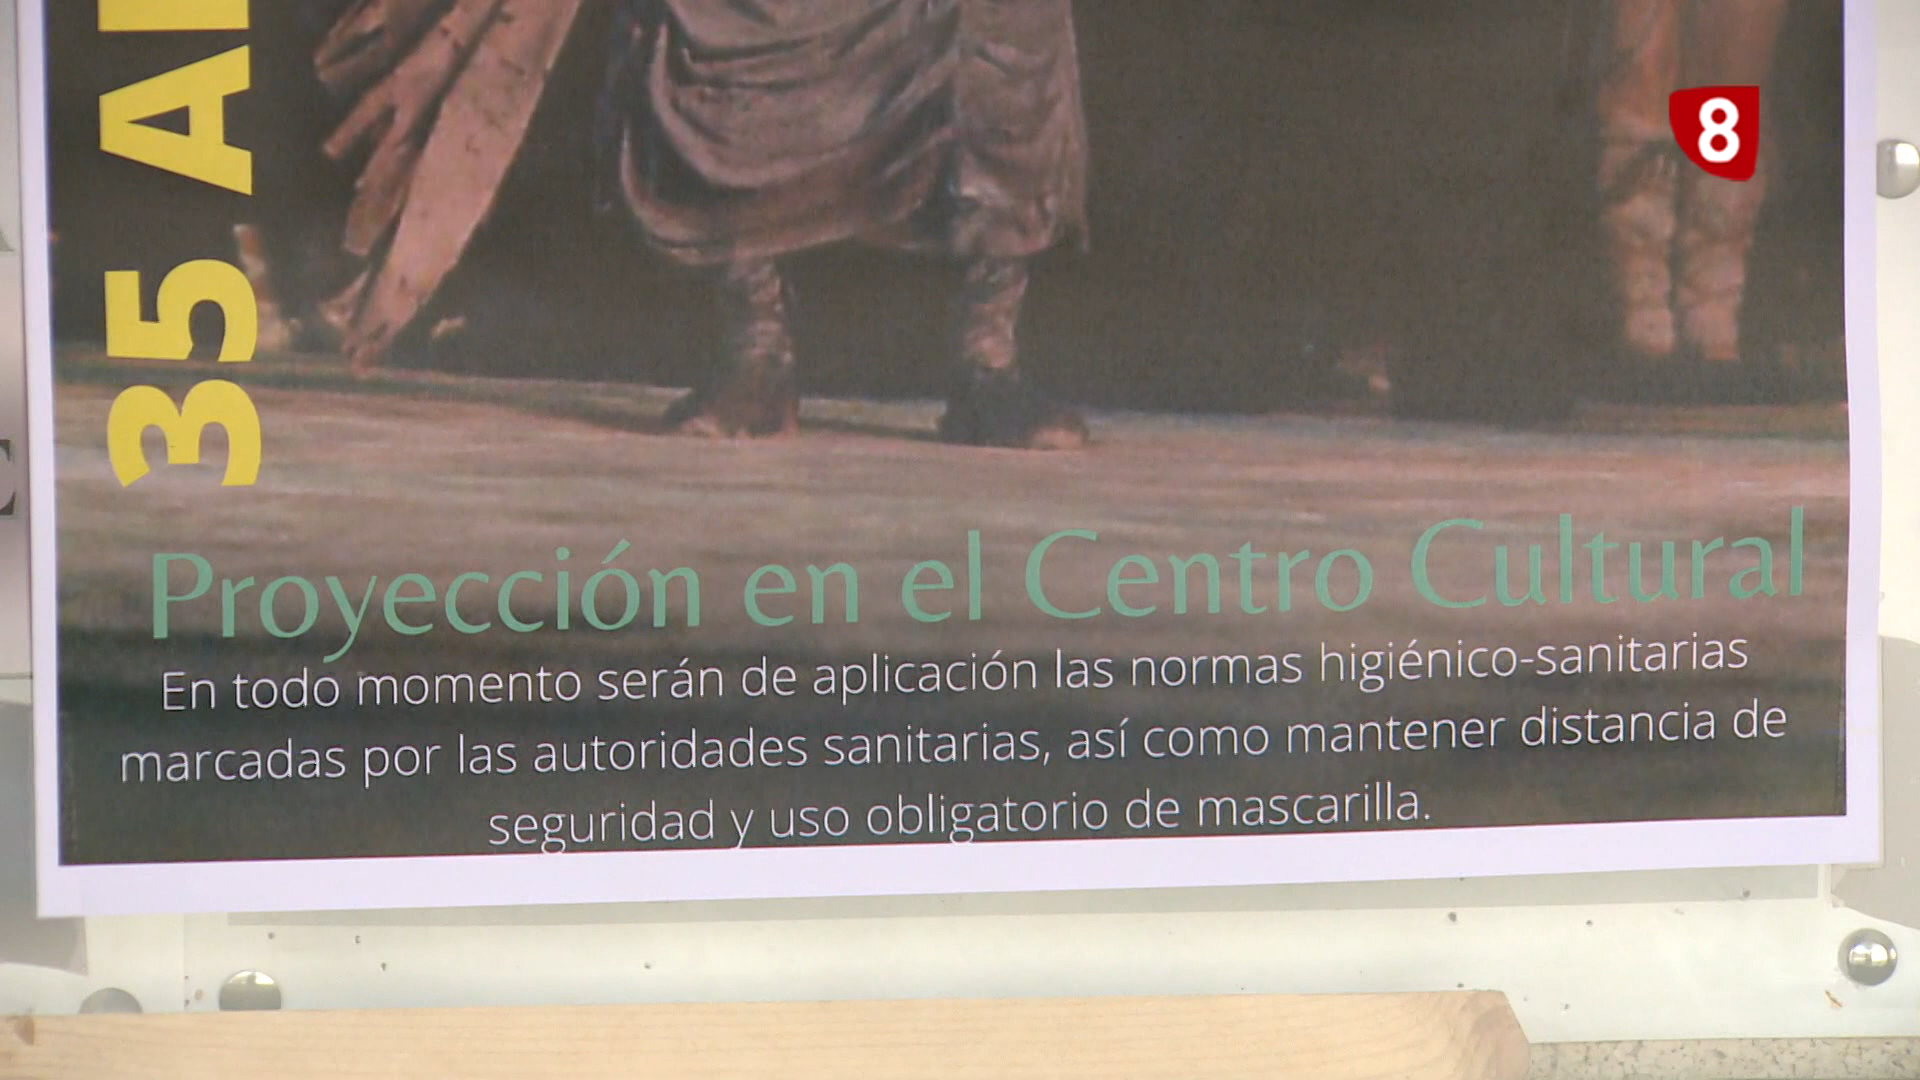 8
35 A
Proyección en el Centro Cultural
En todo momento serán de aplicación las normas higiénico-sanitarias
marcadas por las autoridades sanitarias, así como mantener distancia de
seguridad y uso obligatorio de mascarilla.